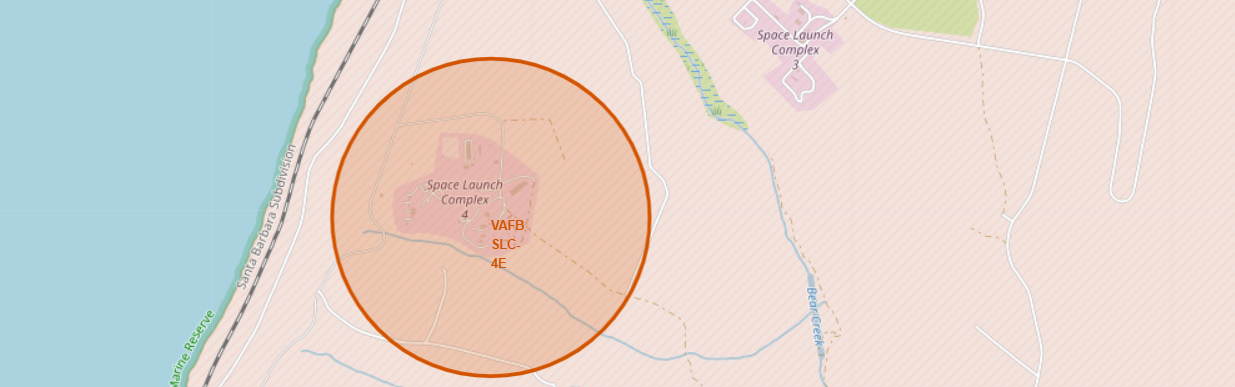 Space Launch
Complex
3
Santa Barbara Subdivision
Space Launch
Complex
4
VAFB
SLC-
4E
Bear Creek
Marine Reserve